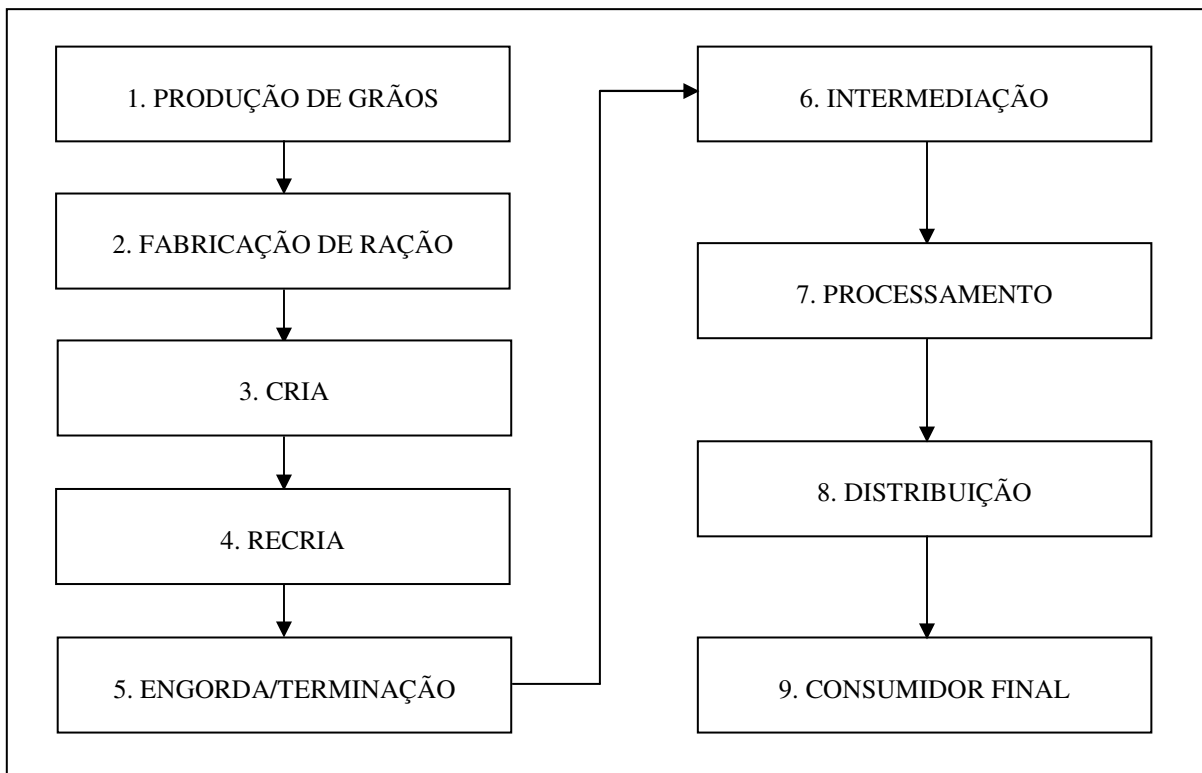 1. PRODUÇÃO DE GRÃOS
2. FABRICAÇÃO DE RAÇÃO
3. CRIA
4. RECRIA
5. ENGORDA/TERMINAÇÃO
6. INTERMEDIAÇÃO
7. PROCESSAMENTO
8. DISTRIBUIÇÃO
9. CONSUMIDOR FINAL